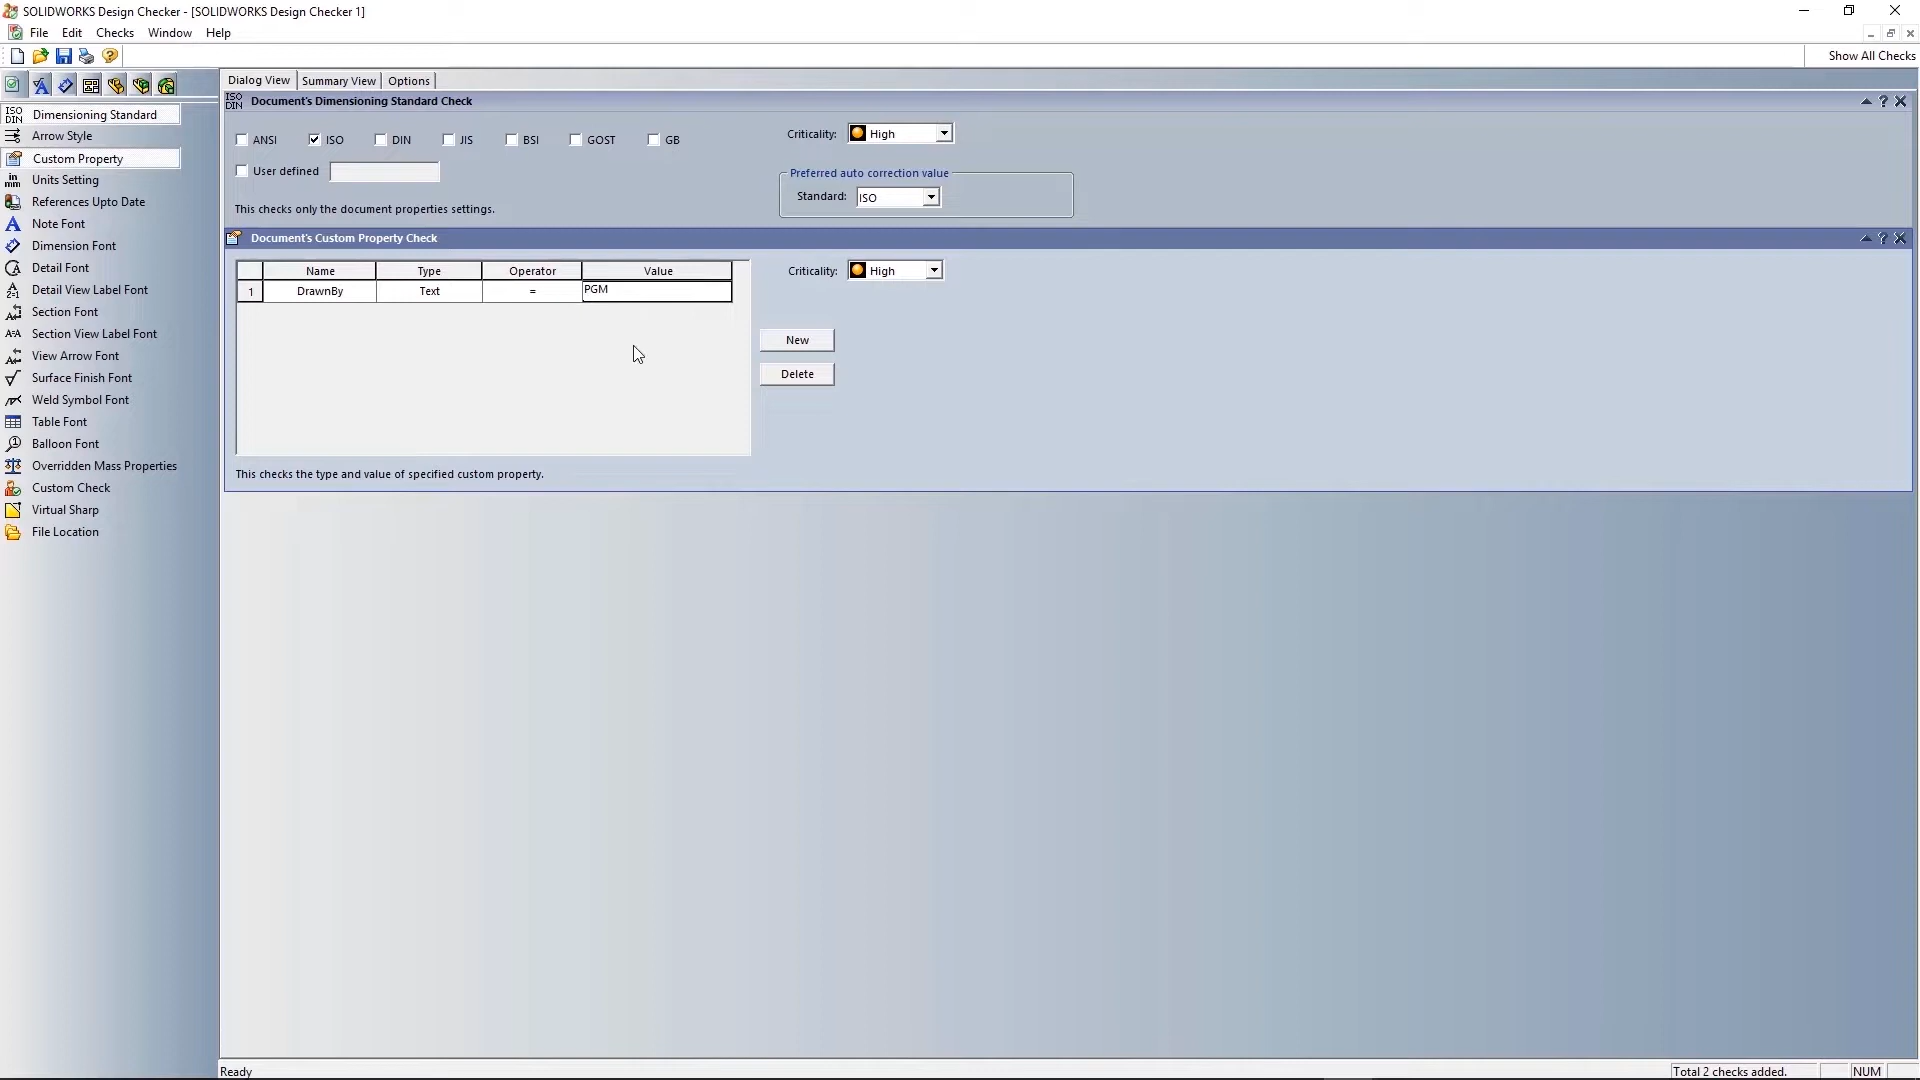 SOLIDWORKS Design Checker - [SOLIDWORKS Design Checker 1]
File Edit Checks Window Help
Show All Checks
Dialog View Summary View Options
ISO DIN Document's Dimensioning Standard Check
ANSI ISO DIN JIS BSI GOST GB
Criticality: High
User defined
Preferred auto correction value
Standard: ISO
This checks only the document properties settings.
Document's Custom Property Check
Name Type Operator Value
1 DrawnBy Text = PGM
Criticality: High
New
Delete
This checks the type and value of specified custom property.
ISO DIN Dimensioning Standard
Arrow Style
Custom Property
in mm Units Setting
References Upto Date
Note Font
Dimension Font
Detail Font
Detail View Label Font
Section Font
Section View Label Font
View Arrow Font
Surface Finish Font
Weld Symbol Font
Table Font
Balloon Font
Overridden Mass Properties
Custom Check
Virtual Sharp
File Location
Ready
Total 2 checks added. NUM